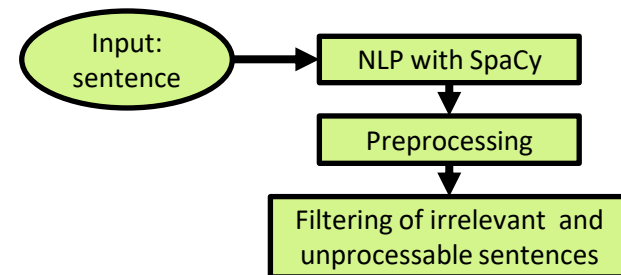 Input:
sentence
NLP with SpaCy
Preprocessing
Filtering of irrelevant and
unprocessable sentences